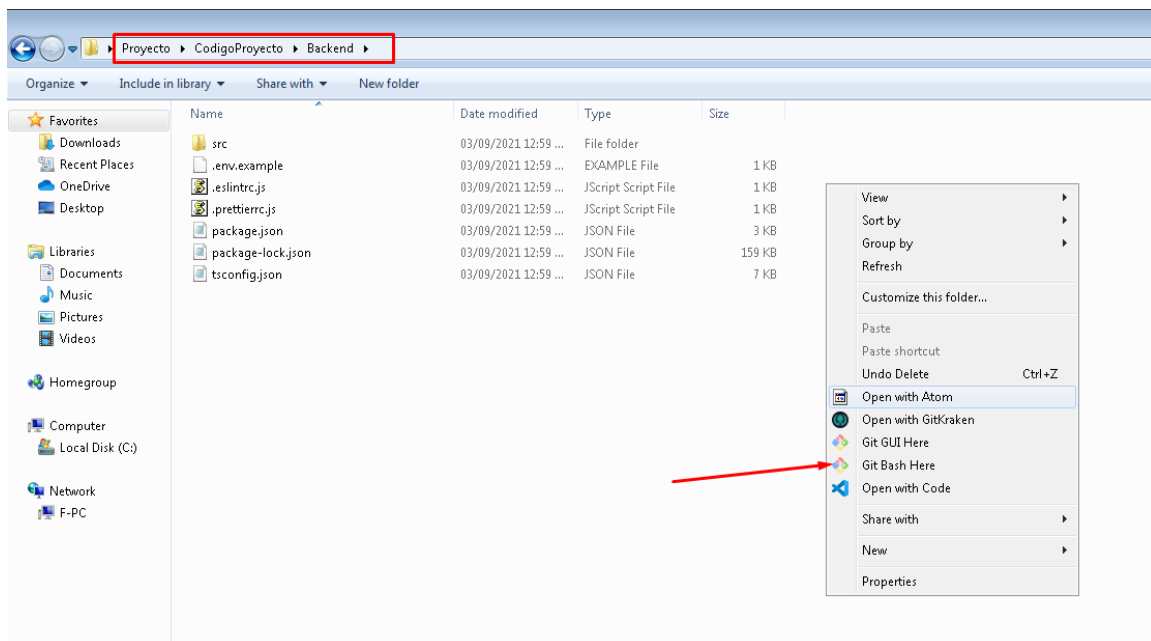 Proyecto ▸ CodigoProyecto ▸ Backend ▸
Organize Include in library Share with New folder
Name Date modified Type Size
Favorites
Downloads
Recent Places
OneDrive
Desktop
Libraries
Documents
Music
Pictures
Videos
Homegroup
Computer
Local Disk (C:)
Network
F-PC
src 03/09/2021 12:59 ... File folder
.env.example 03/09/2021 12:59 ... EXAMPLE File 1 KB
.eslintrc.js 03/09/2021 12:59 ... JScript Script File 1 KB
.prettierrc.js 03/09/2021 12:59 ... JScript Script File 1 KB
package.json 03/09/2021 12:59 ... JSON File 3 KB
package-lock.json 03/09/2021 12:59 ... JSON File 159 KB
tsconfig.json 03/09/2021 12:59 ... JSON File 7 KB
View
Sort by
Group by
Refresh
Customize this folder...
Paste
Paste shortcut
Undo Delete Ctrl+Z
Open with Atom
Open with GitKraken
Git GUI Here
Git Bash Here
Open with Code
Share with
New
Properties